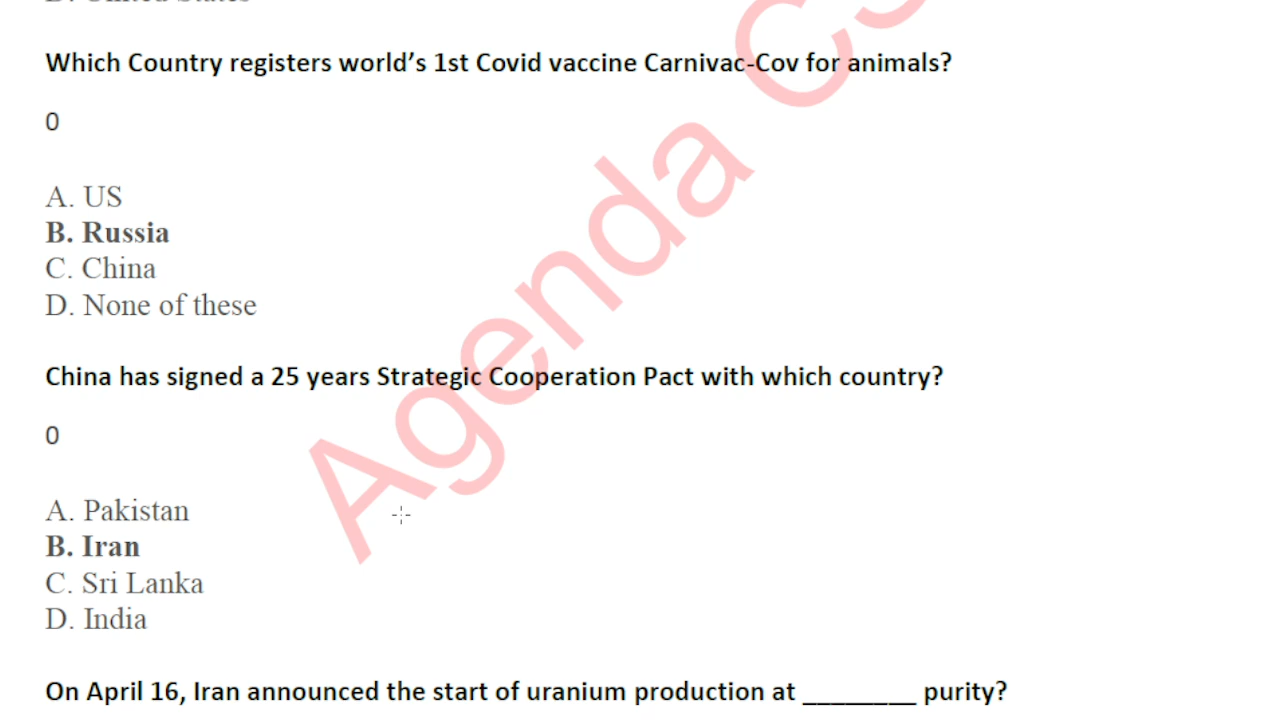 Which Country registers world's 1st Covid vaccine Carnivac-Cov for animals?
0
A. US
B. Russia
C. China
D. None of these
China has signed a 25 years Strategic Cooperation Pact with which country?
0
A. Pakistan
B. Iran
C. Sri Lanka
D. India
On April 16, Iran announced the start of uranium production at ________ purity?
Agenda